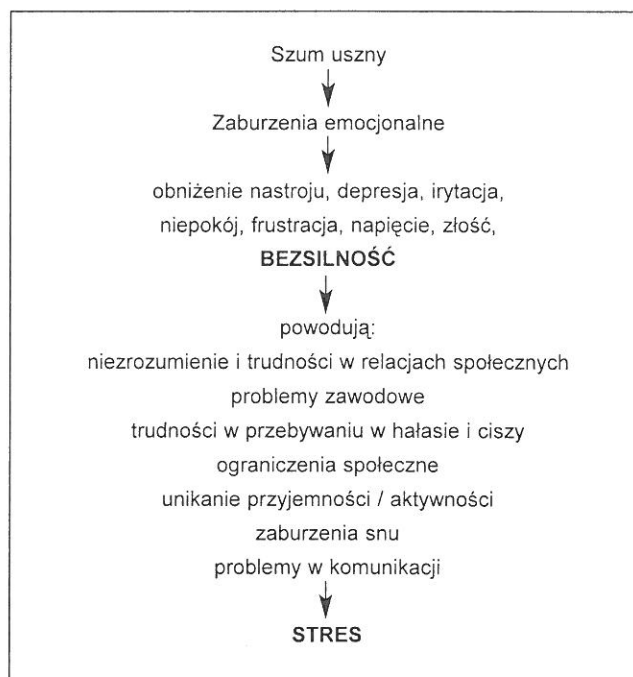 Szum uszny
Zaburzenia emocjonalne
obniżenie nastroju, depresja, irytacja,
niepokój, frustracja, napięcie, złość,
BEZSILNOŚĆ
powodują:
niezrozumienie i trudności w relacjach społecznych
problemy zawodowe
trudności w przebywaniu w hałasie i ciszy
ograniczenia społeczne
unikanie przyjemności / aktywności
zaburzenia snu
problemy w komunikacji
STRES